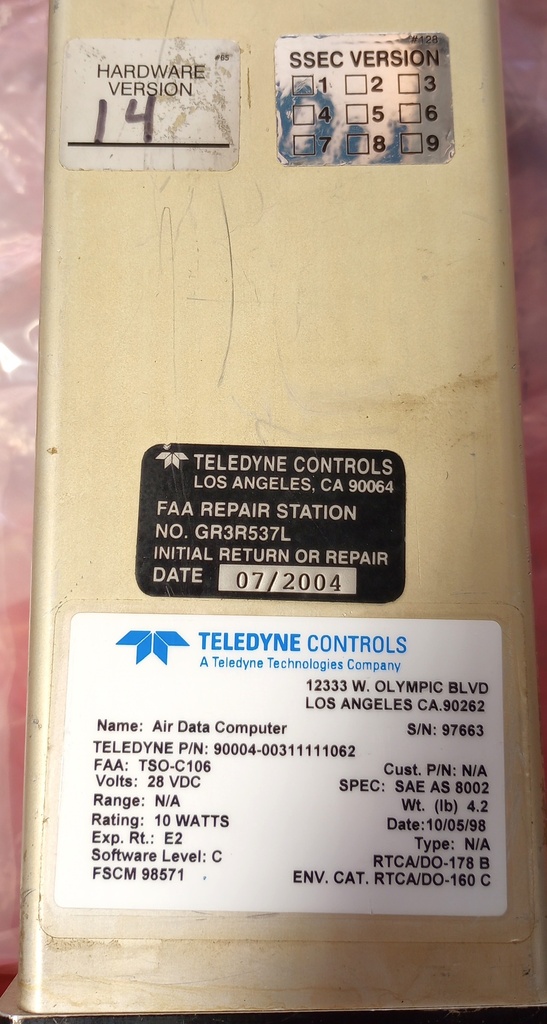 #65
HARDWARE
VERSION
14
#128
SSEC VERSION
1 2 3
4 5 6
7 8 9
TELEDYNE CONTROLS
LOS ANGELES, CA 90064
FAA REPAIR STATION
NO. GR3R537L
INITIAL RETURN OR REPAIR
DATE 07/2004
TELEDYNE CONTROLS
A Teledyne Technologies Company
12333 W. OLYMPIC BLVD
LOS ANGELES CA.90262
Name: Air Data Computer S/N: 97663
TELEDYNE P/N: 90004-00311111062
FAA: TSO-C106 Cust. P/N: N/A
Volts: 28 VDC SPEC: SAE AS 8002
Range: N/A Wt. (lb) 4.2
Rating: 10 WATTS Date:10/05/98
Exp. Rt.: E2 Type: N/A
Software Level: C RTCA/DO-178 B
FSCM 98571 ENV. CAT. RTCA/DO-160 C